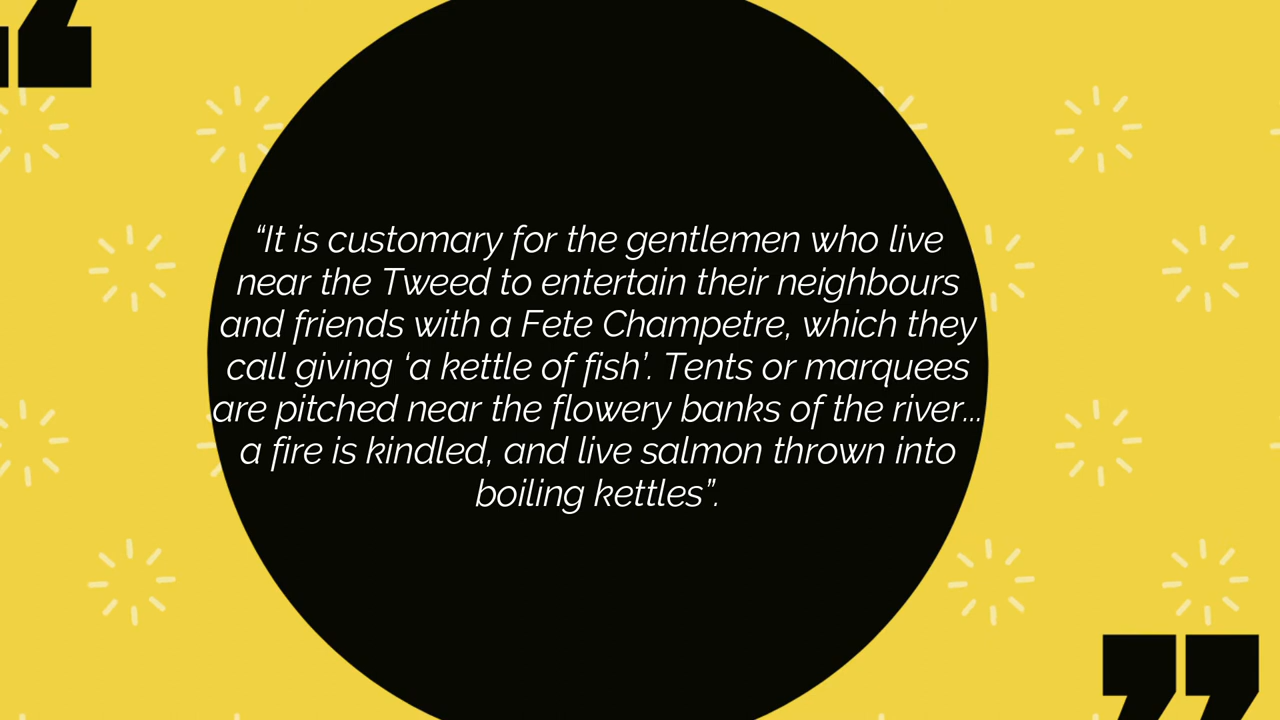 “It is customary for the gentlemen who live
near the Tweed to entertain their neighbours
and friends with a Fete Champetre, which they
call giving ‘a kettle of fish’. Tents or marquees
are pitched near the flowery banks of the river...
a fire is kindled, and live salmon thrown into
boiling kettles”.